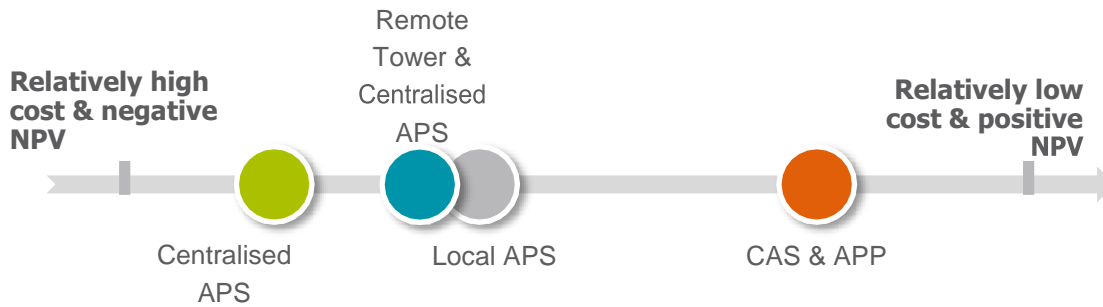 Remote
Tower &
Centralised
APS
Relatively high
cost & negative
NPV
Relatively low
cost & positive
NPV
Centralised
APS
Local APS
CAS & APP